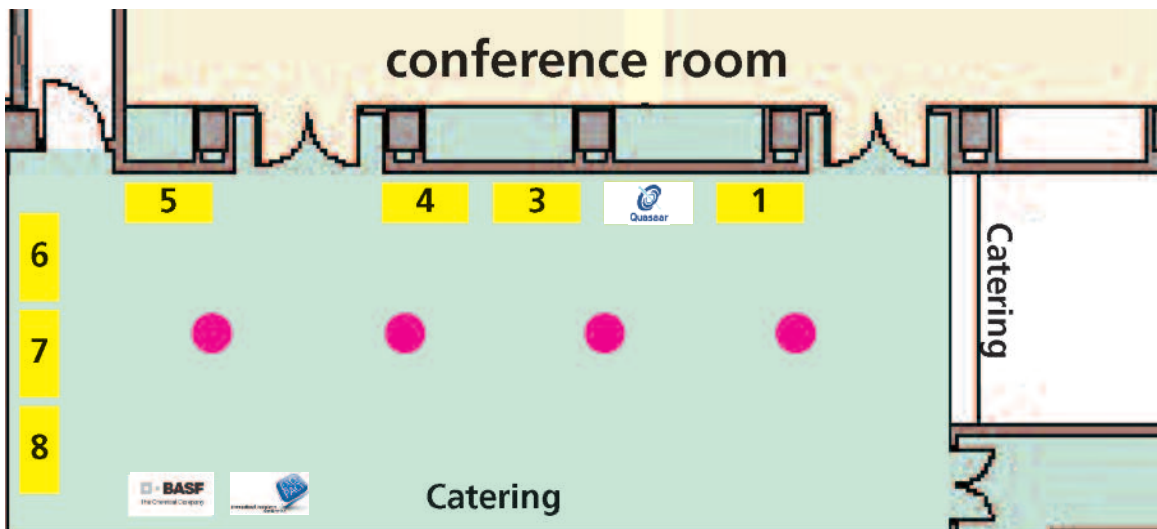 conference room
5
4
3
Quasaar
1
6
7
8
Catering
BASF
The Chemical Company
Catering